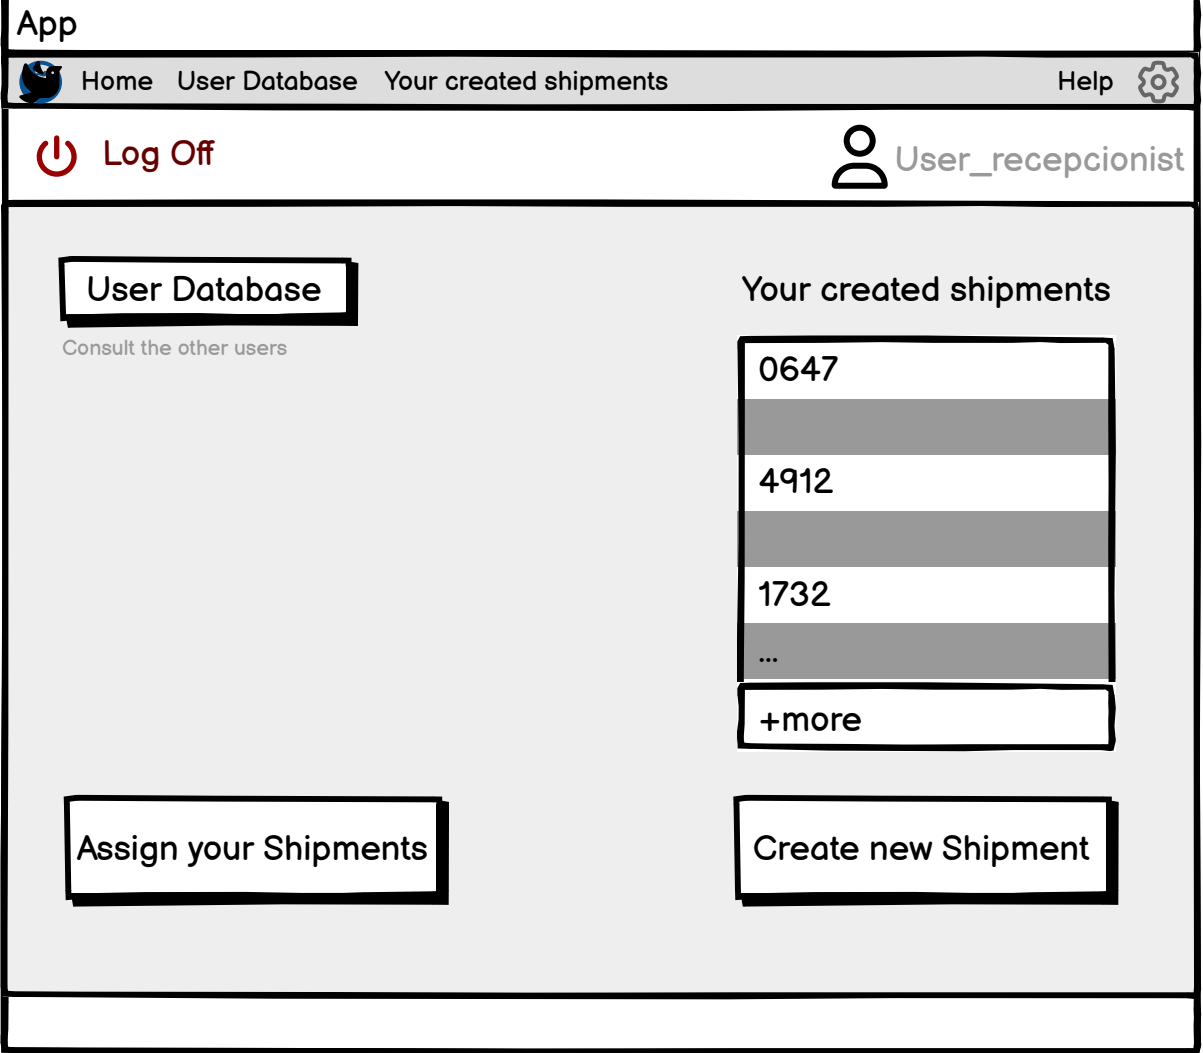 App
Home User Database Your created shipments Help
Log Off User_recepcionist
User Database
Consult the other users
Your created shipments
0647
4912
1732
...
+more
Assign your Shipments
Create new Shipment